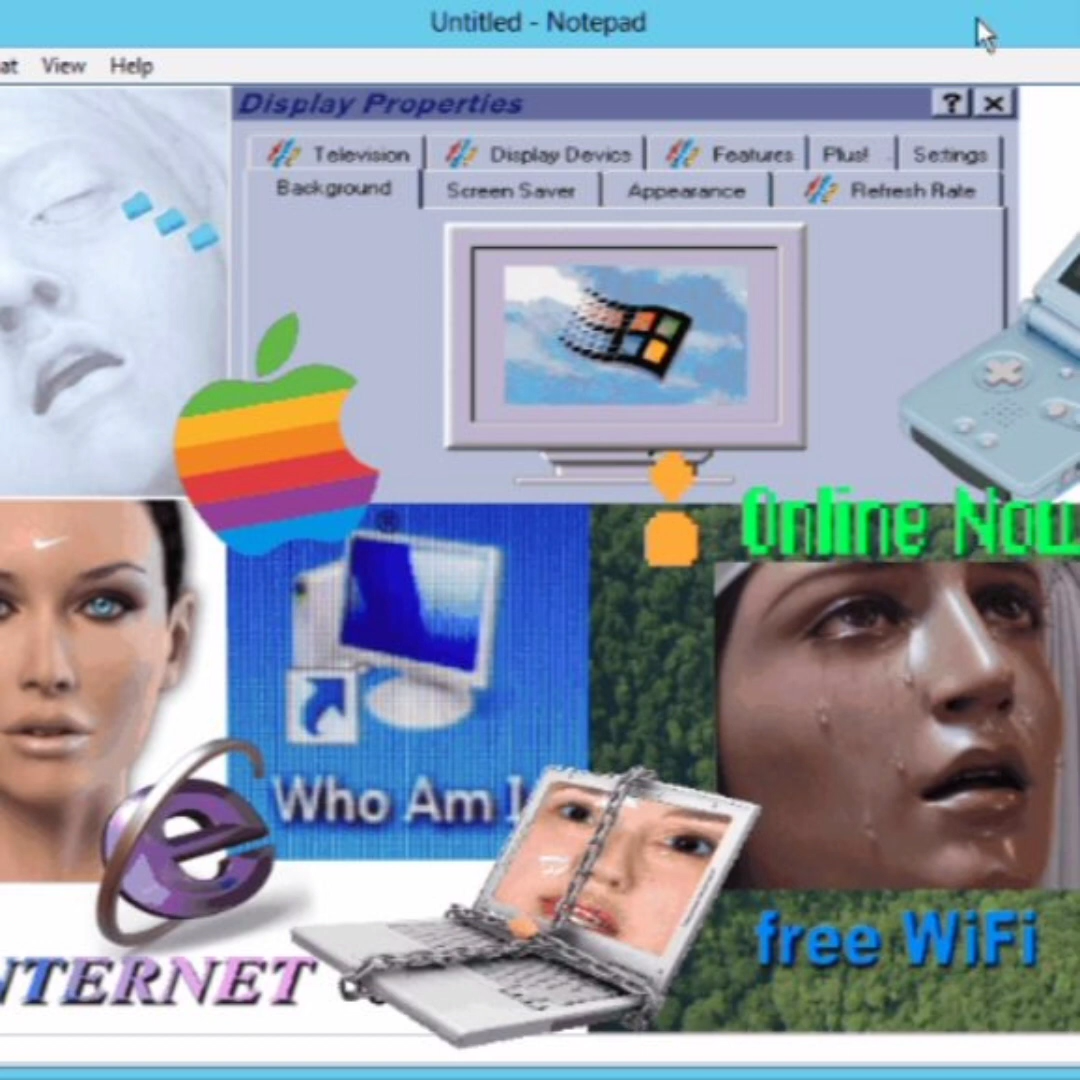 Untitled - Notepad
at View Help
Display Properties
Television Display Device Features Plus! Settings
Background Screen Saver Appearance Refresh Rate
Online Now
Who Am I
free WiFi
NTERNET